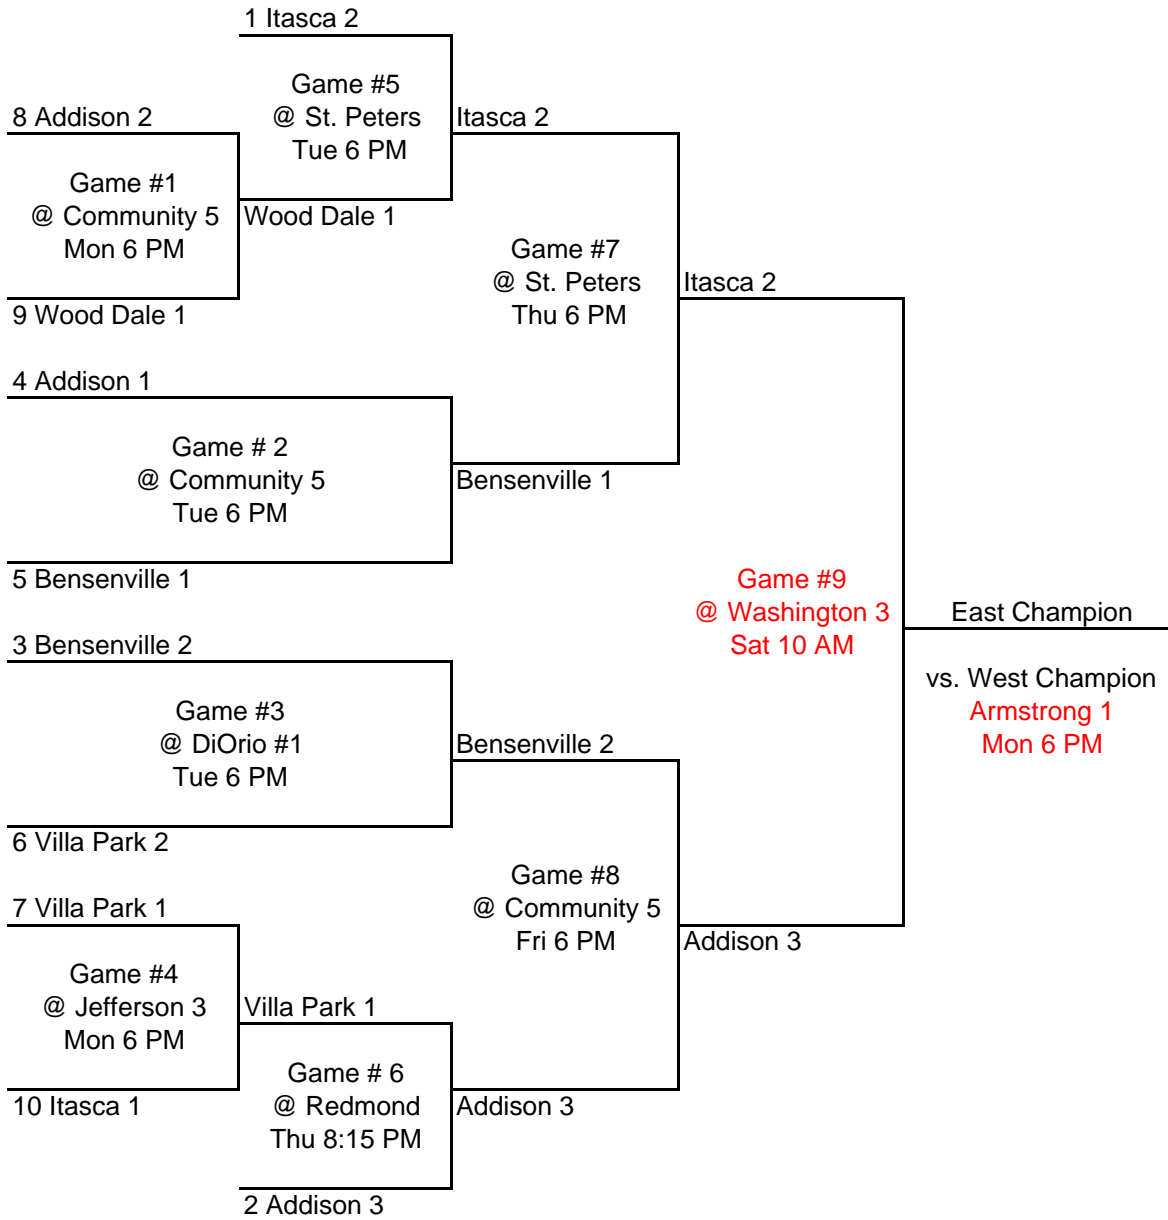 1 Itasca 2
Game #5
@ St. Peters
Tue 6 PM
8 Addison 2
Itasca 2
Game #1
@ Community 5
Mon 6 PM
Wood Dale 1
9 Wood Dale 1
Game #7
@ St. Peters
Thu 6 PM
Itasca 2
4 Addison 1
Game # 2
@ Community 5
Tue 6 PM
Bensenville 1
5 Bensenville 1
Game #9
@ Washington 3
Sat 10 AM
East Champion
vs. West Champion
Armstrong 1
Mon 6 PM
3 Bensenville 2
Game #3
@ DiOrio #1
Tue 6 PM
Bensenville 2
6 Villa Park 2
Game #8
@ Community 5
Fri 6 PM
Addison 3
7 Villa Park 1
Game #4
@ Jefferson 3
Mon 6 PM
Villa Park 1
10 Itasca 1
Game # 6
@ Redmond
Thu 8:15 PM
Addison 3
2 Addison 3